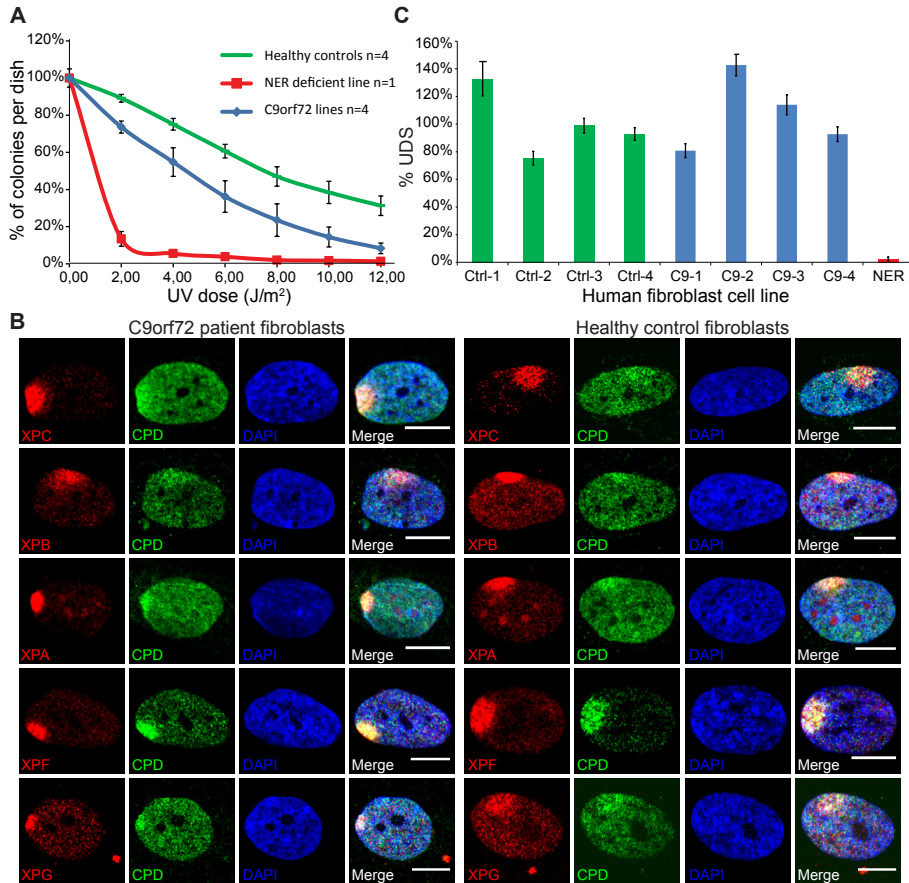 A
120%
100%
80%
60%
40%
20%
0%
% of colonies per dish
0,00 2,00 4,00 6,00 8,00 10,00 12,00
UV dose (J/m²)
Healthy controls n=4
NER deficient line n=1
C9orf72 lines n=4
C
160%
140%
120%
100%
80%
60%
40%
20%
0%
% UDS
Ctrl-1 Ctrl-2 Ctrl-3 Ctrl-4 C9-1 C9-2 C9-3 C9-4 NER
Human fibroblast cell line
B
C9orf72 patient fibroblasts Healthy control fibroblasts
XPC CPD DAPI Merge XPC CPD DAPI Merge
XPB CPD DAPI Merge XPB CPD DAPI Merge
XPA CPD DAPI Merge XPA CPD DAPI Merge
XPF CPD DAPI Merge XPF CPD DAPI Merge
XPG CPD DAPI Merge XPG CPD DAPI Merge